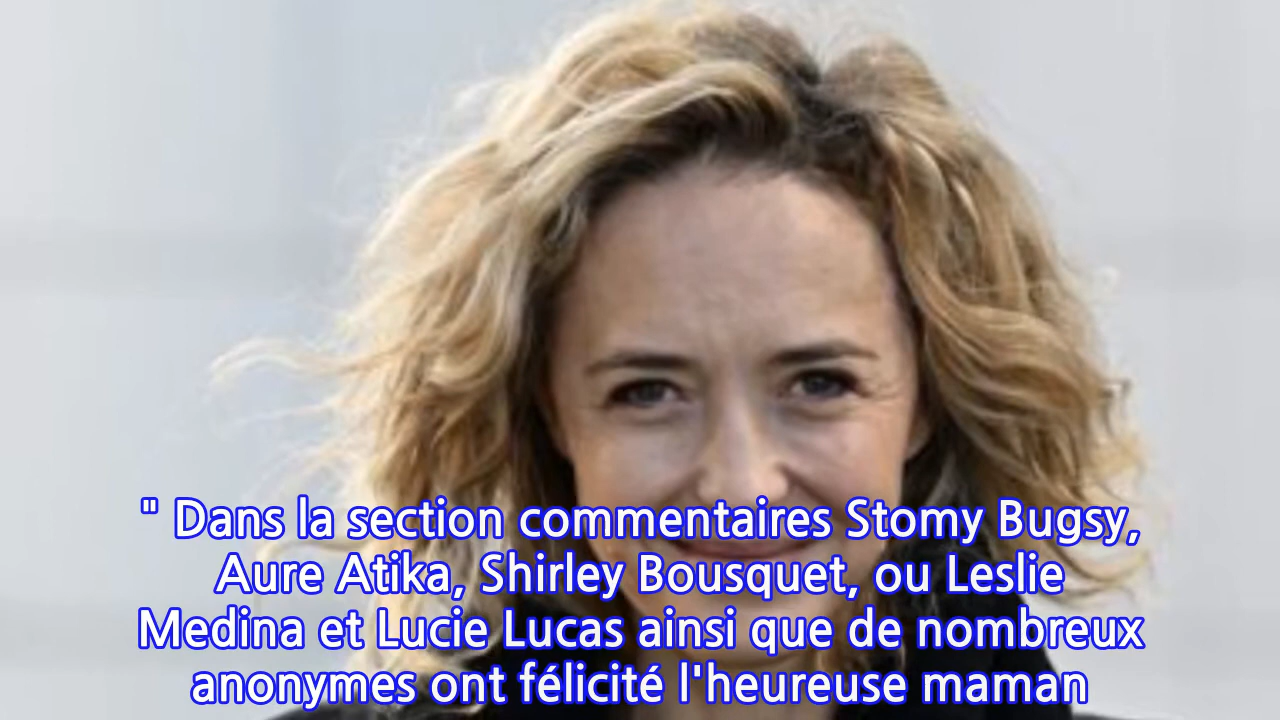 " Dans la section commentaires Stomy Bugsy,
Aure Atika, Shirley Bousquet, ou Leslie
Medina et Lucie Lucas ainsi que de nombreux
anonymes ont félicité l'heureuse maman